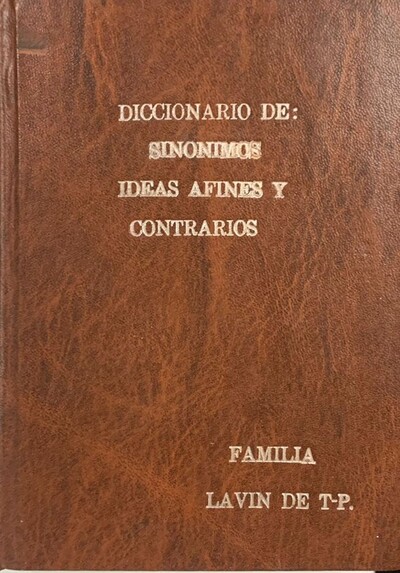 DICCIONARIO DE:
SINONIMOS
IDEAS AFINES Y
CONTRARIOS
FAMILIA
LAVIN DE T-P.